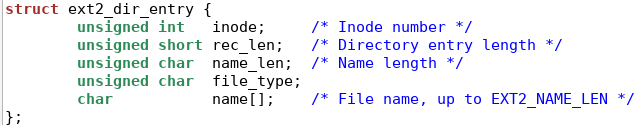 struct ext2_dir_entry {
        unsigned int   inode;     /* Inode number */
        unsigned short rec_len;   /* Directory entry length */
        unsigned char  name_len;  /* Name length */
        unsigned char  file_type;
        char           name[];    /* File name, up to EXT2_NAME_LEN */
};